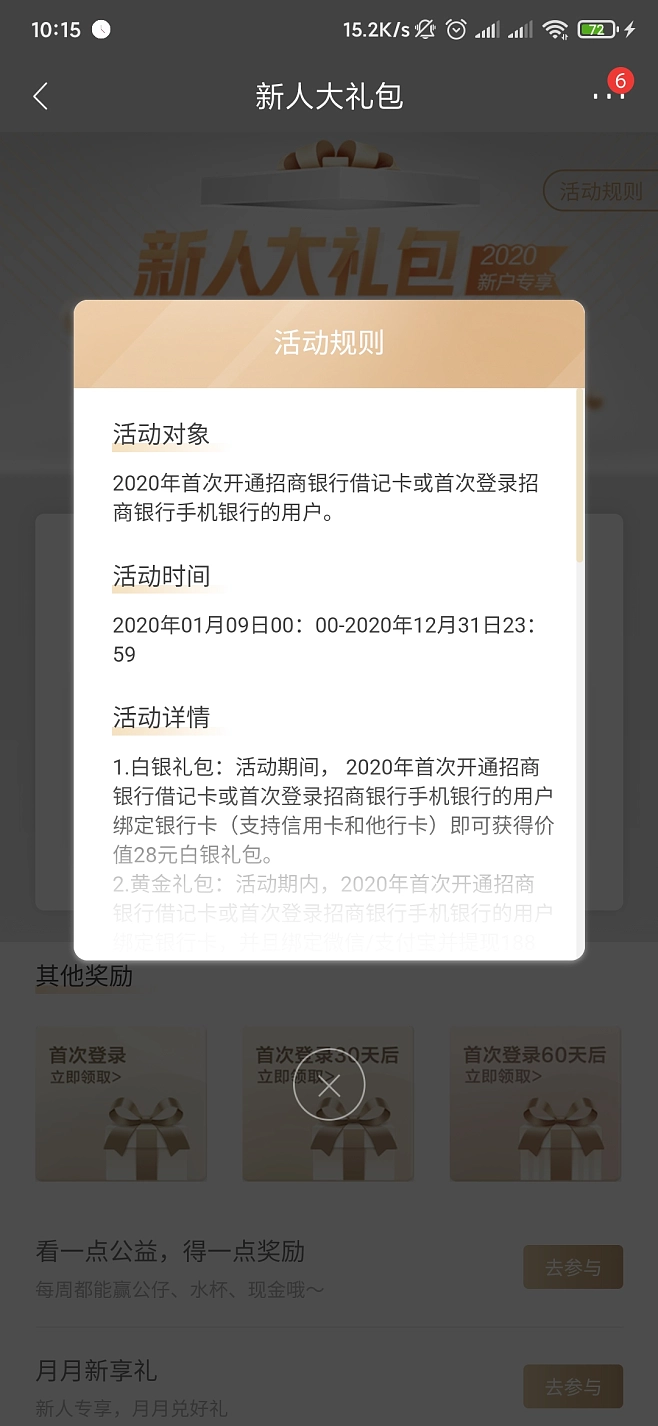 10:15
15.2K/s
72
新人大礼包
6
活动规则
新人大礼包
2020
新户专享
活动规则
活动对象
2020年首次开通招商银行借记卡或首次登录招
商银行手机银行的用户。
活动时间
2020年01月09日00：00-2020年12月31日23：
59
活动详情
1.白银礼包：活动期间， 2020年首次开通招商
银行借记卡或首次登录招商银行手机银行的用户
绑定银行卡（支持信用卡和他行卡）即可获得价
值28元白银礼包。
2.黄金礼包：活动期内，2020年首次开通招商
银行借记卡或首次登录招商银行手机银行的用户
绑定银行卡，并且绑定微信/支付宝并提现188
其他奖励
首次登录
立即领取>
首次登录30天后
立即领取>
首次登录60天后
立即领取>
看一点公益，得一点奖励
每周都能赢公仔、水杯、现金哦～
去参与
月月新享礼
新人专享，月月兑好礼
去参与